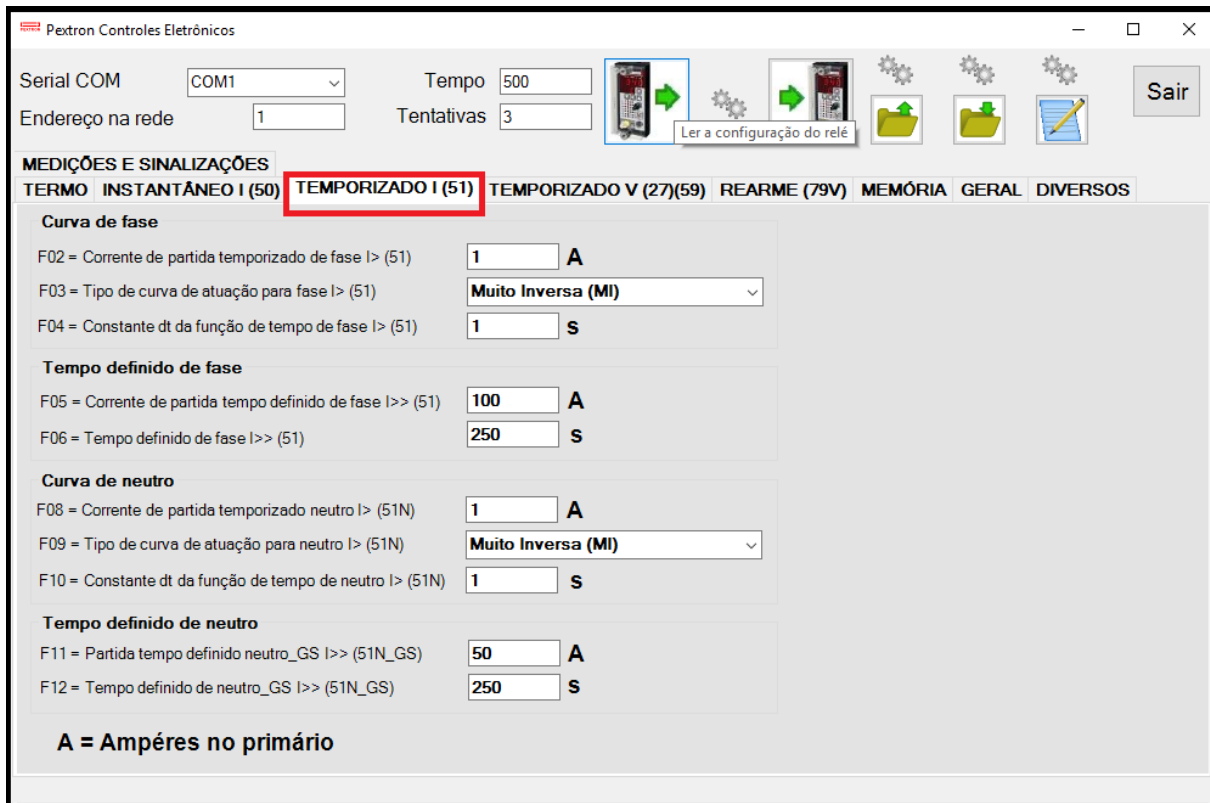 Pextron Controles Eletrônicos
Serial COM COM1 Tempo 500 Sair
Endereço na rede 1 Tentativas 3
Ler a configuração do relé
MEDIÇÕES E SINALIZAÇÕES
TERMO INSTANTÂNEO I (50) TEMPORIZADO I (51) TEMPORIZADO V (27)(59) REARME (79V) MEMÓRIA GERAL DIVERSOS
Curva de fase
F02 = Corrente de partida temporizado de fase I> (51) 1 A
F03 = Tipo de curva de atuação para fase I> (51) Muito Inversa (MI)
F04 = Constante dt da função de tempo de fase I> (51) 1 s
Tempo definido de fase
F05 = Corrente de partida tempo definido de fase I>> (51) 100 A
F06 = Tempo definido de fase I>> (51) 250 s
Curva de neutro
F08 = Corrente de partida temporizado neutro I> (51N) 1 A
F09 = Tipo de curva de atuação para neutro I> (51N) Muito Inversa (MI)
F10 = Constante dt da função de tempo de neutro I> (51N) 1 s
Tempo definido de neutro
F11 = Partida tempo definido neutro_GS I>> (51N_GS) 50 A
F12 = Tempo definido de neutro_GS I>> (51N_GS) 250 s
A = Ampéres no primário